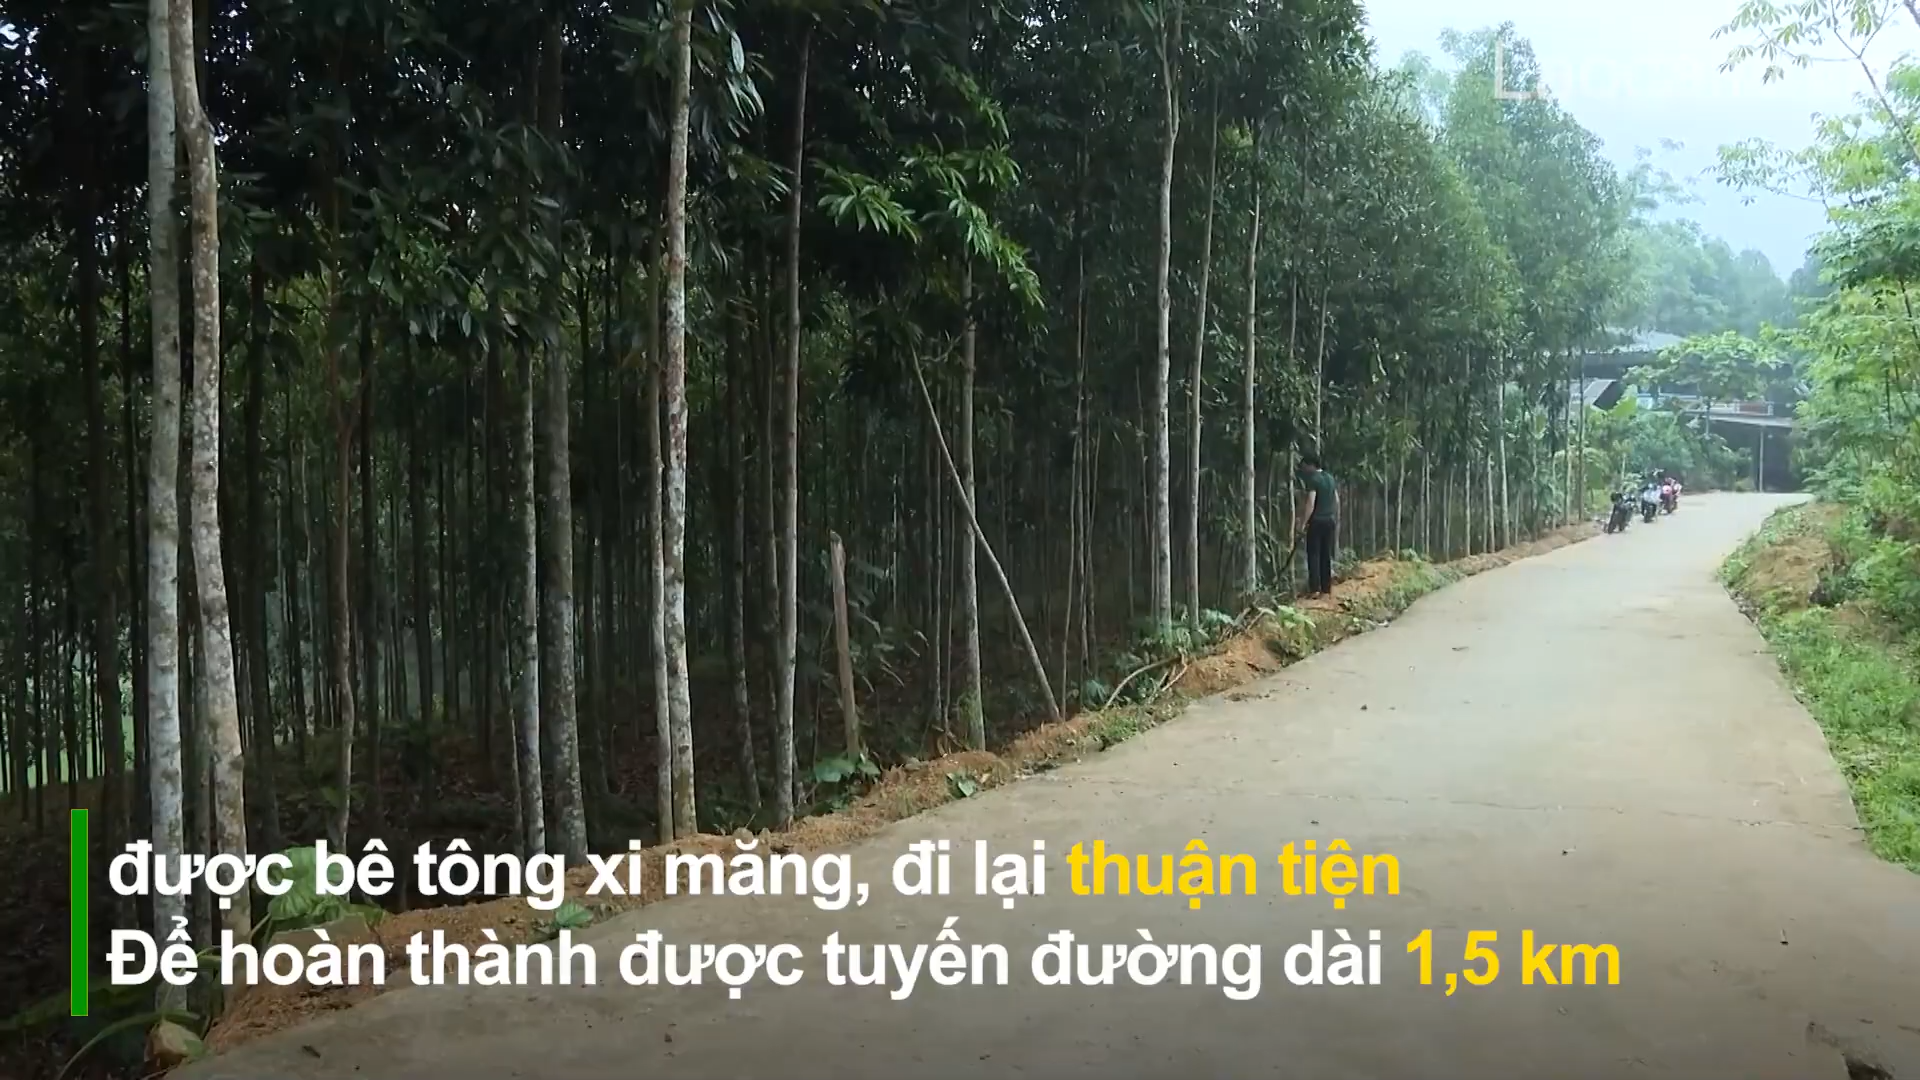 được bê tông xi măng, đi lại thuận tiện
Để hoàn thành được tuyến đường dài 1,5 km